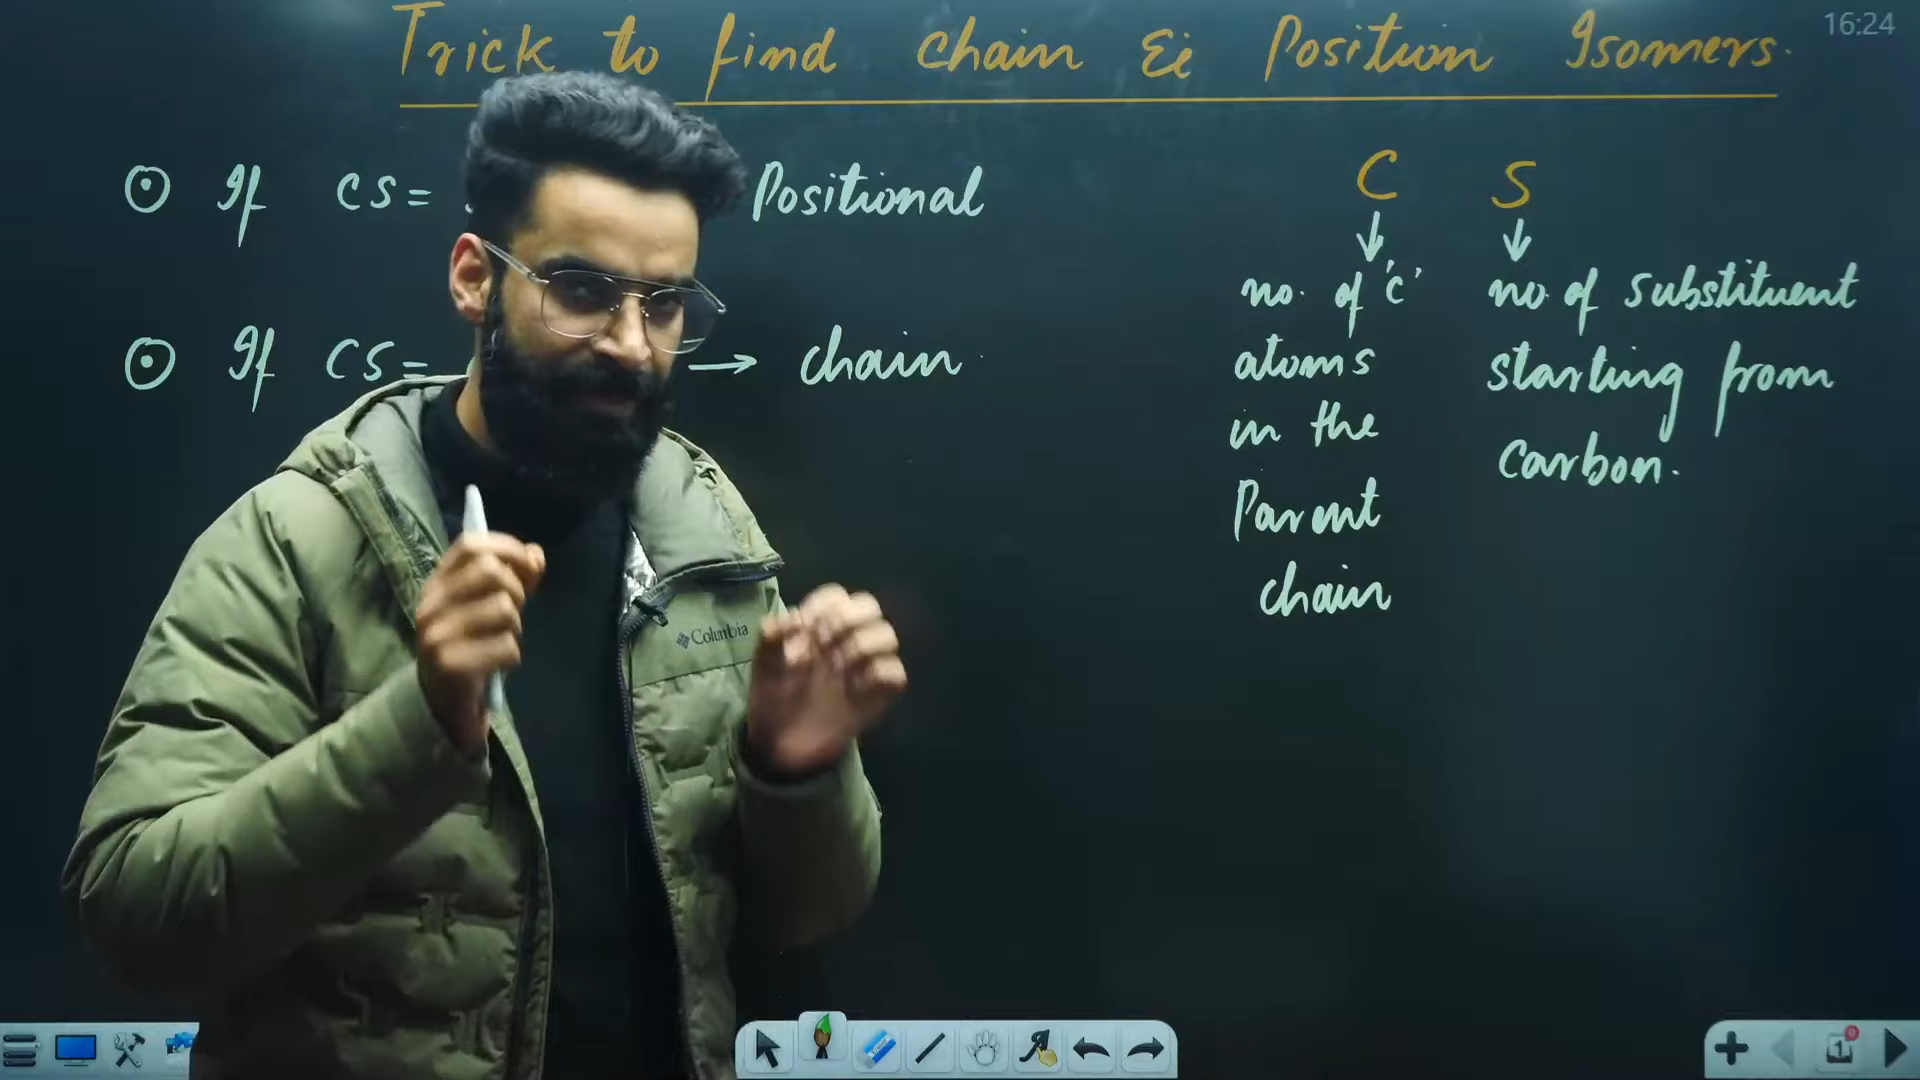 Trick to find chain & Position Isomers.
16:24
⊙ If CS= Positional
⊙ If CS= → chain
C S
↓ ↓
no. of 'c' atoms in the Parent chain
no. of substituent starting from carbon.
Columbia
1